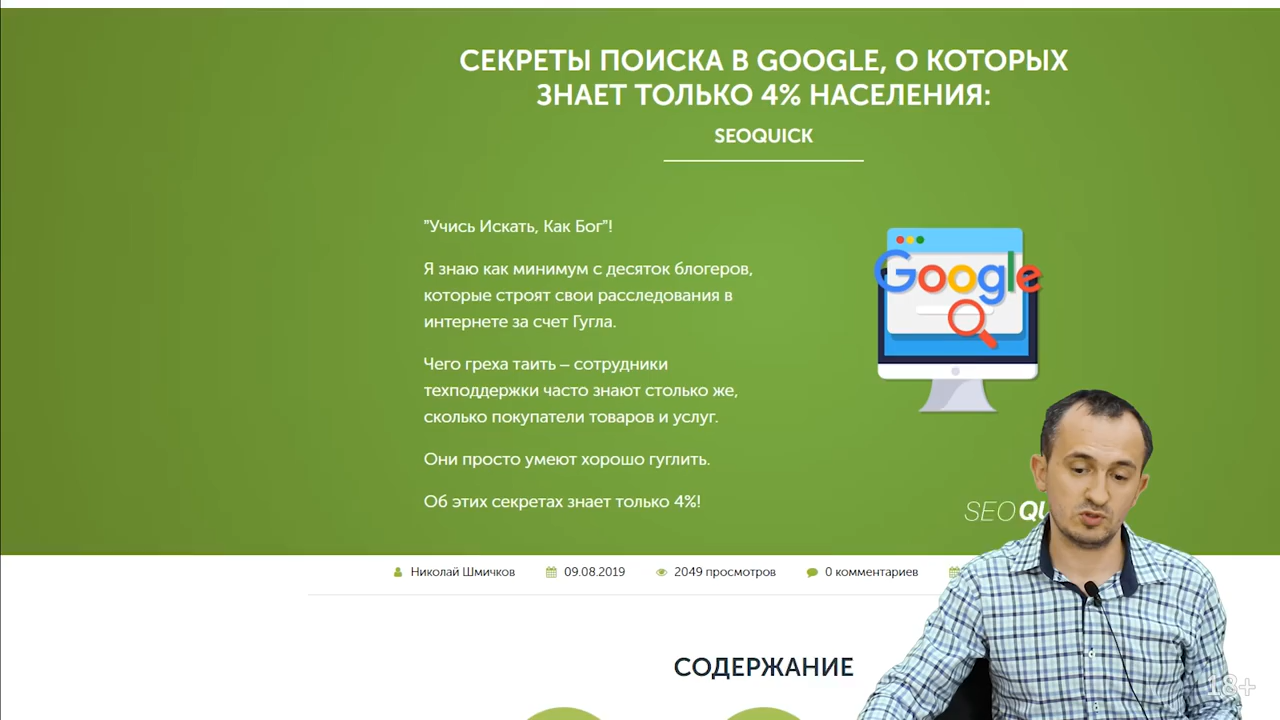 СЕКРЕТЫ ПОИСКА В GOOGLE, О КОТОРЫХ
ЗНАЕТ ТОЛЬКО 4% НАСЕЛЕНИЯ:
SEOQUICK
"Учись Искать, Как Бог"!
Я знаю как минимум с десяток блогеров,
которые строят свои расследования в
интернете за счет Гугла.
Чего греха таить – сотрудники
техподдержки часто знают столько же,
сколько покупатели товаров и услуг.
Они просто умеют хорошо гуглить.
Об этих секретах знает только 4%!
Google
SEO
Николай Шмичков 09.08.2019 2049 просмотров 0 комментариев
СОДЕРЖАНИЕ
18+